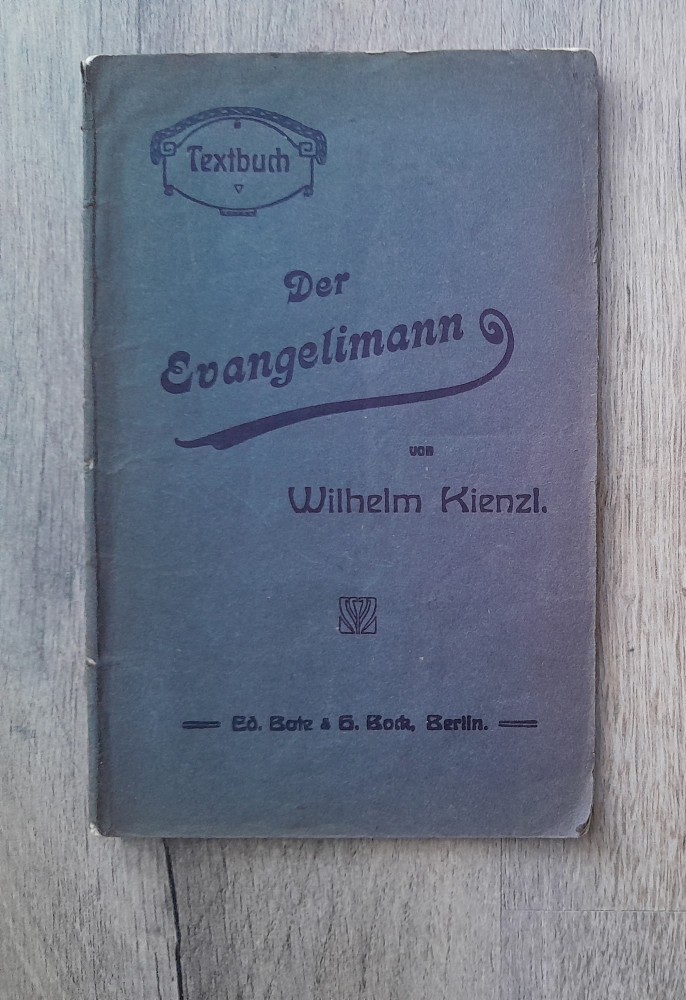 Textbuch
Der
Evangelimann
von
Wilhelm Kienzl.
Ed. Bote & G. Bock, Berlin.